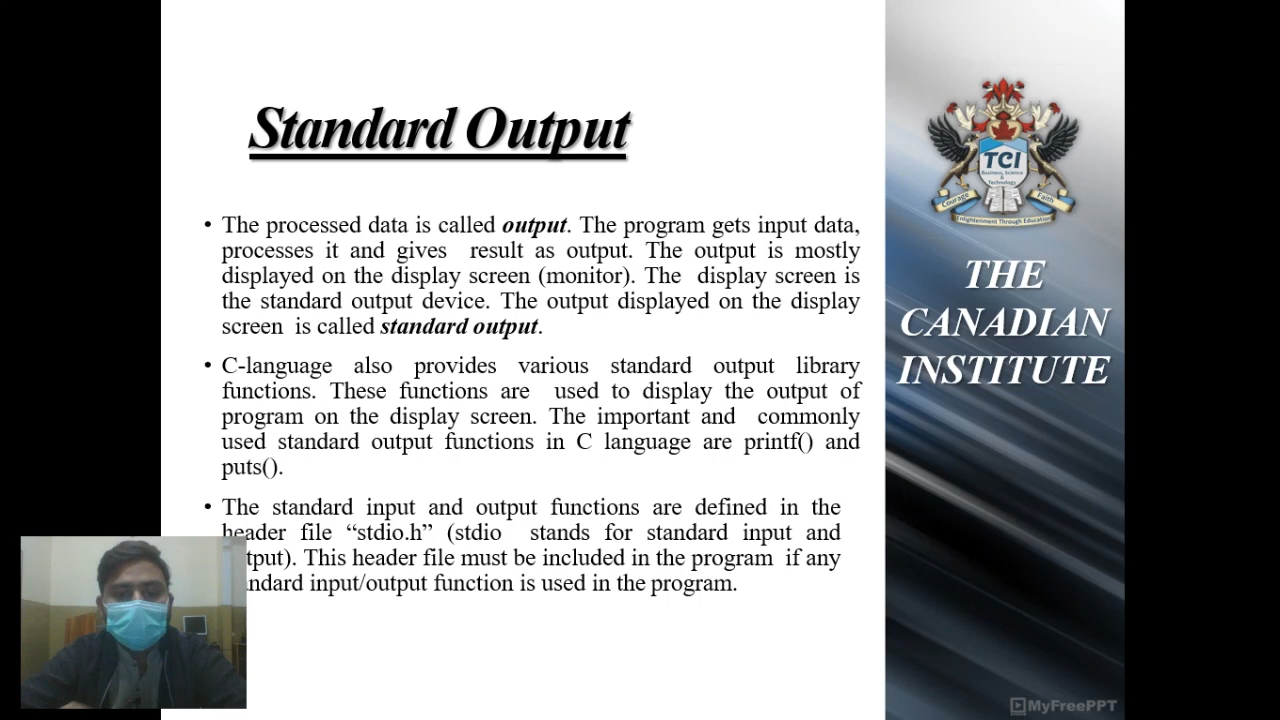 Standard Output
• The processed data is called output. The program gets input data,
processes it and gives result as output. The output is mostly
displayed on the display screen (monitor). The display screen is
the standard output device. The output displayed on the display
screen is called standard output.
• C-language also provides various standard output library
functions. These functions are used to display the output of
program on the display screen. The important and commonly
used standard output functions in C language are printf() and
puts().
• The standard input and output functions are defined in the
header file “stdio.h” (stdio stands for standard input and
). This header file must be included in the program if any
input/output function is used in the program.
TCI
Business, Science
&
Technology
Courage
Faith
Enlightenment Through Education
THE
CANADIAN
INSTITUTE
MyFreePPT